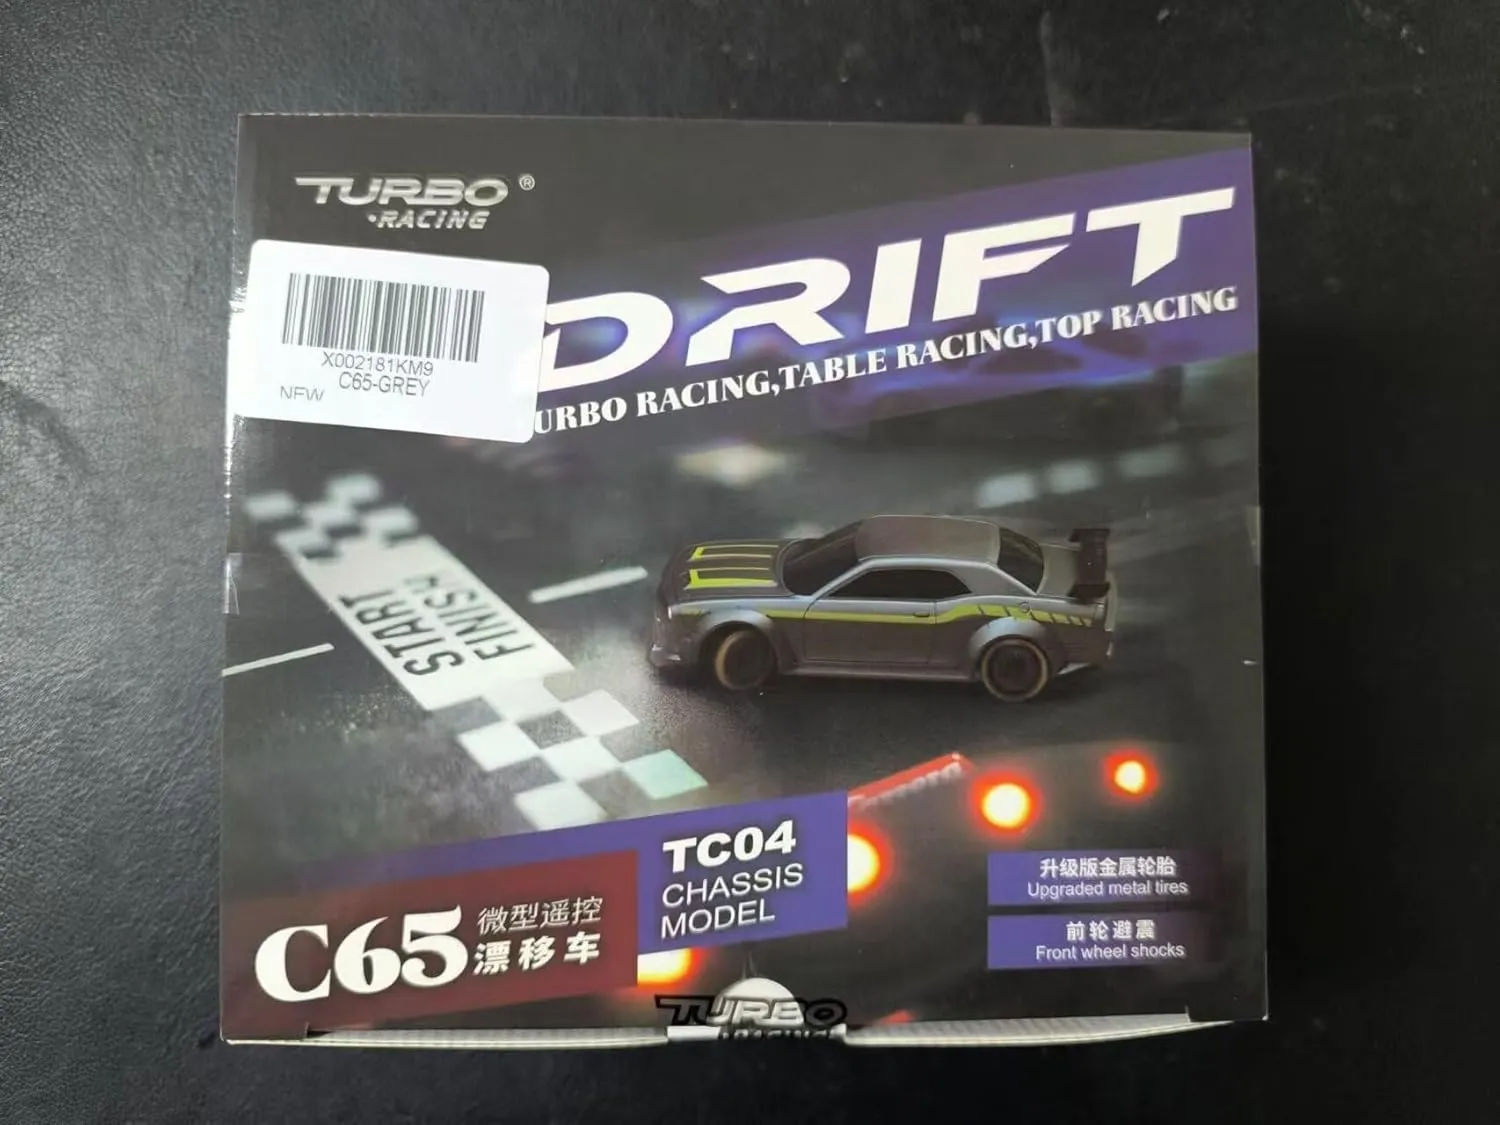 TURBO®
RACING
DRIFT
URBO RACING,TABLE RACING,TOP RACING
X002181KM9
C65-GREY
NEW
START
FINISH
TC04
CHASSIS
MODEL
C65
微型遥控
漂移车
升级版金属轮胎
Upgraded metal tires
前轮避震
Front wheel shocks
TURBO
RACING